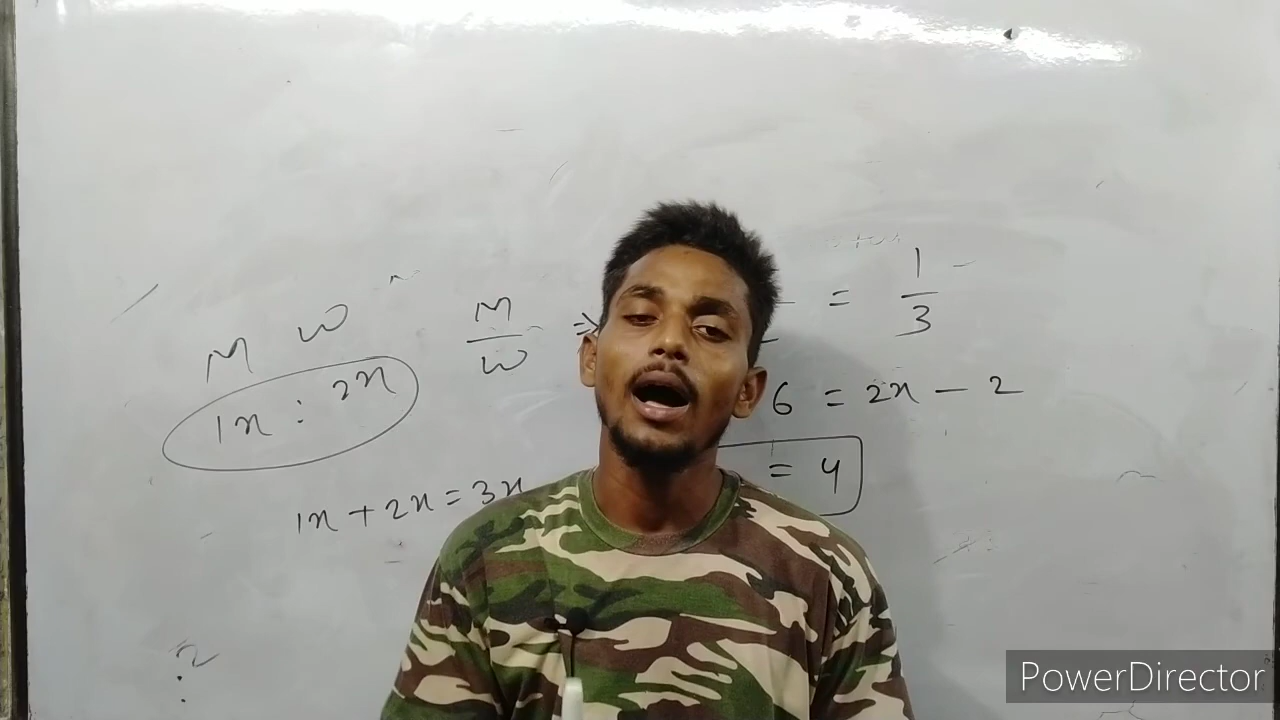 M W
1x : 2x
M/W ⇒ = 1/3
6 = 2x - 2
= 4
1x + 2x = 3x
?
PowerDirector